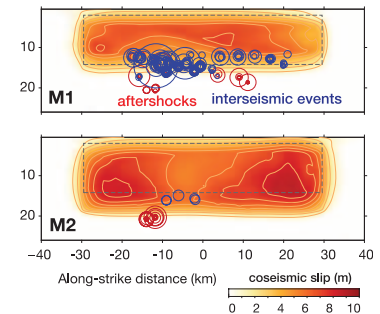 10
20
M1
aftershocks
interseismic events
10
20
M2
-40 -30 -20 -10 0 10 20 30 40
Along-strike distance (km)
coseismic slip (m)
0 2 4 6 8 10